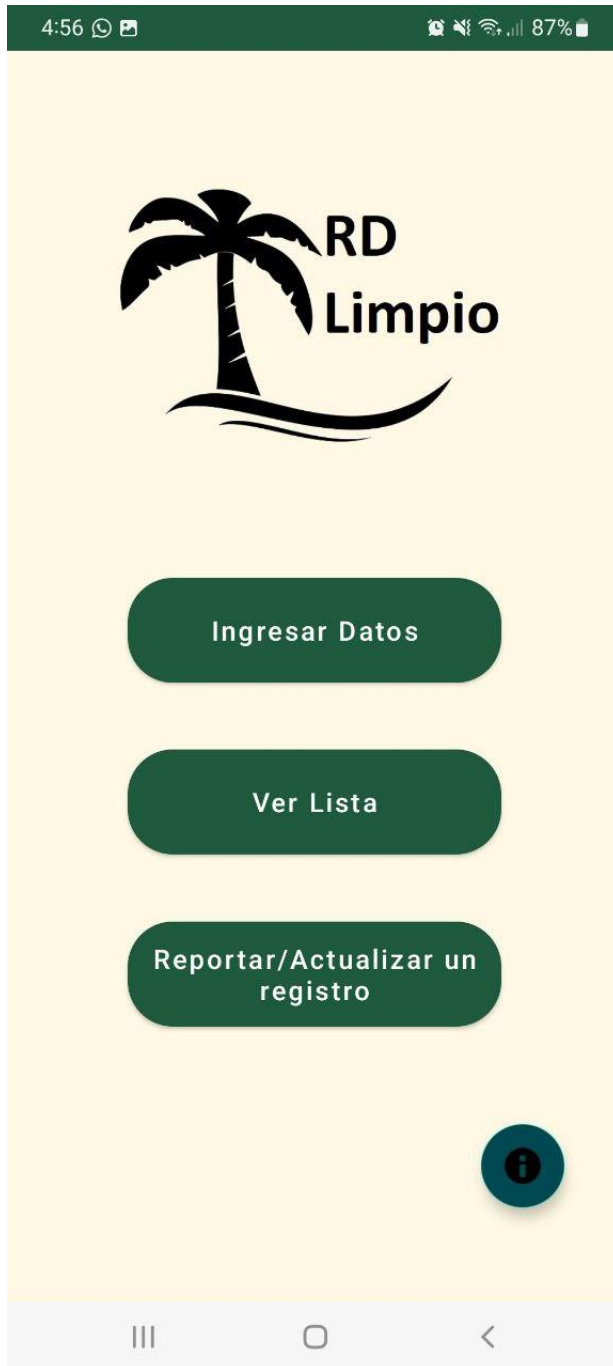 4:56
87%
RD
Limpio
Ingresar Datos
Ver Lista
Reportar/Actualizar un
registro